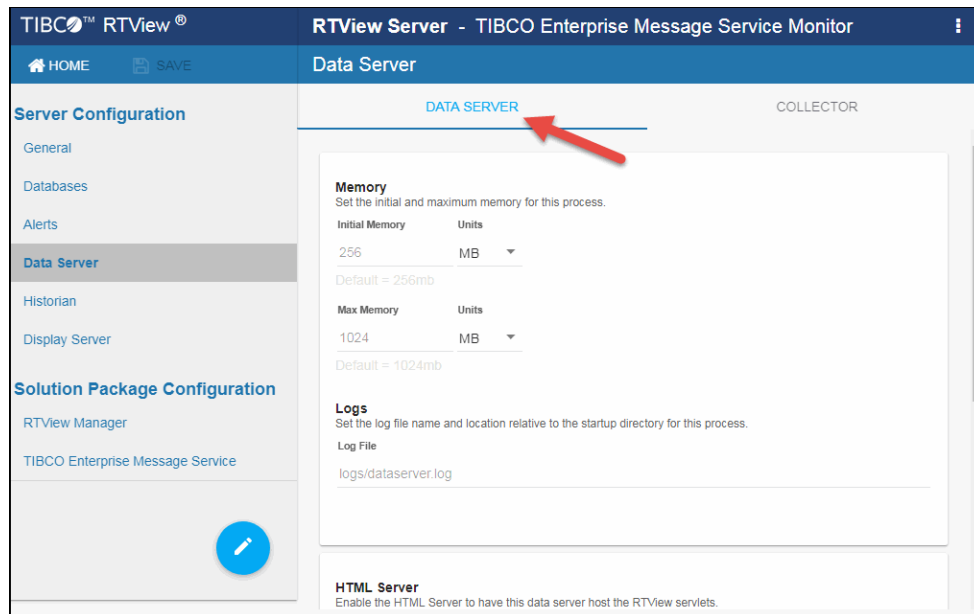 TIBCO™ RTView ®
RTView Server - TIBCO Enterprise Message Service Monitor
HOME
SAVE
Data Server
Server Configuration
General
Databases
Alerts
Data Server
Historian
Display Server
Solution Package Configuration
RTView Manager
TIBCO Enterprise Message Service
DATA SERVER
COLLECTOR
Memory
Set the initial and maximum memory for this process.
Initial Memory Units
256 MB
Default = 256mb
Max Memory Units
1024 MB
Default = 1024mb
Logs
Set the log file name and location relative to the startup directory for this process.
Log File
logs/dataserver.log
HTML Server
Enable the HTML Server to have this data server host the RTView servlets.